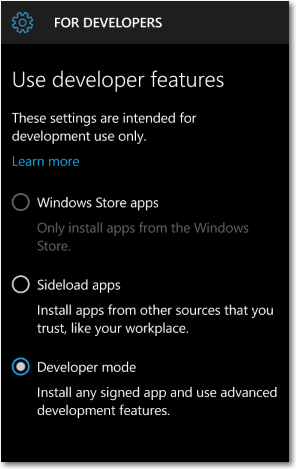 FOR DEVELOPERS
Use developer features
These settings are intended for
development use only.
Learn more
Windows Store apps
Only install apps from the Windows
Store.
Sideload apps
Install apps from other sources that you
trust, like your workplace.
Developer mode
Install any signed app and use advanced
development features.